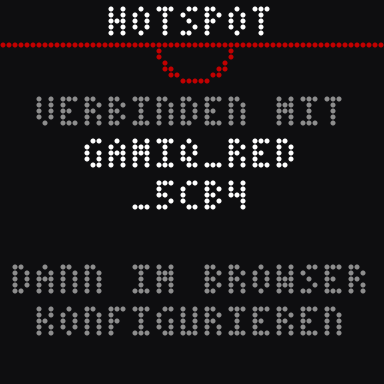 HOTSPOT
VERBINDEN MIT
GAMIQ_RED
_5CB4
DANN IM BROWSER
KONFIGURIEREN